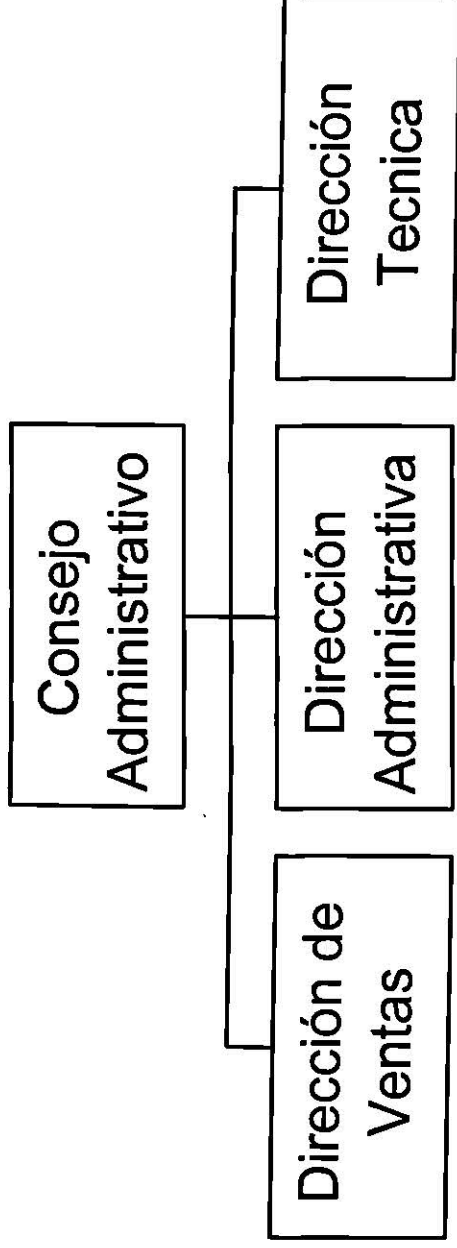 Consejo
Administrativo
Dirección de
Ventas
Dirección
Administrativa
Dirección
Tecnica